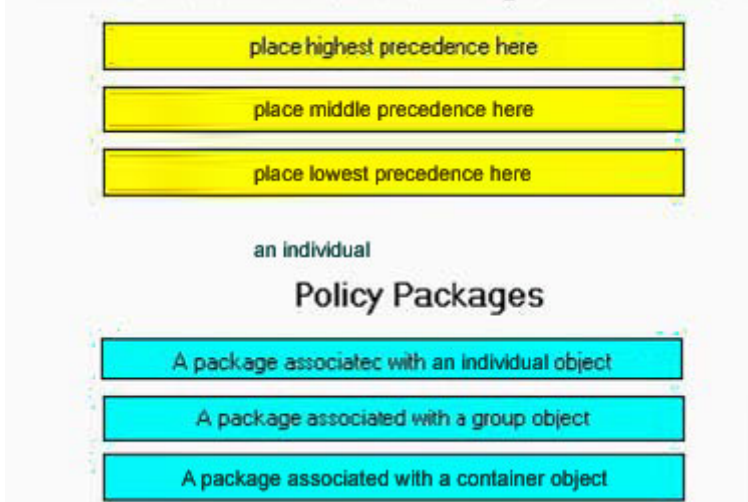 place highest precedence here
place middle precedence here
place lowest precedence here
an individual
Policy Packages
A package associatec with an individual object
A package associated with a group object
A package associated with a container object